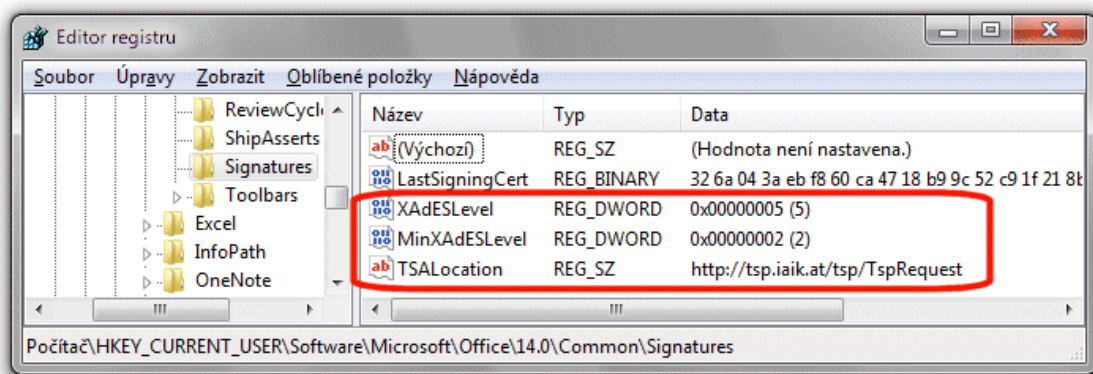 Editor registru
Soubor Úpravy Zobrazit Oblíbené položky Nápověda
ReviewCycl
ShipAsserts
Signatures
Toolbars
Excel
InfoPath
OneNote
Název Typ Data
(Výchozí) REG_SZ (Hodnota není nastavena.)
LastSigningCert REG_BINARY 32 6a 04 3a eb f8 60 ca 47 18 b9 9c 52 c9 1f 21 8b
XAdESLevel REG_DWORD 0x00000005 (5)
MinXAdESLevel REG_DWORD 0x00000002 (2)
TSALocation REG_SZ http://tsp.iaik.at/tsp/TspRequest
Počítač\HKEY_CURRENT_USER\Software\Microsoft\Office\14.0\Common\Signatures